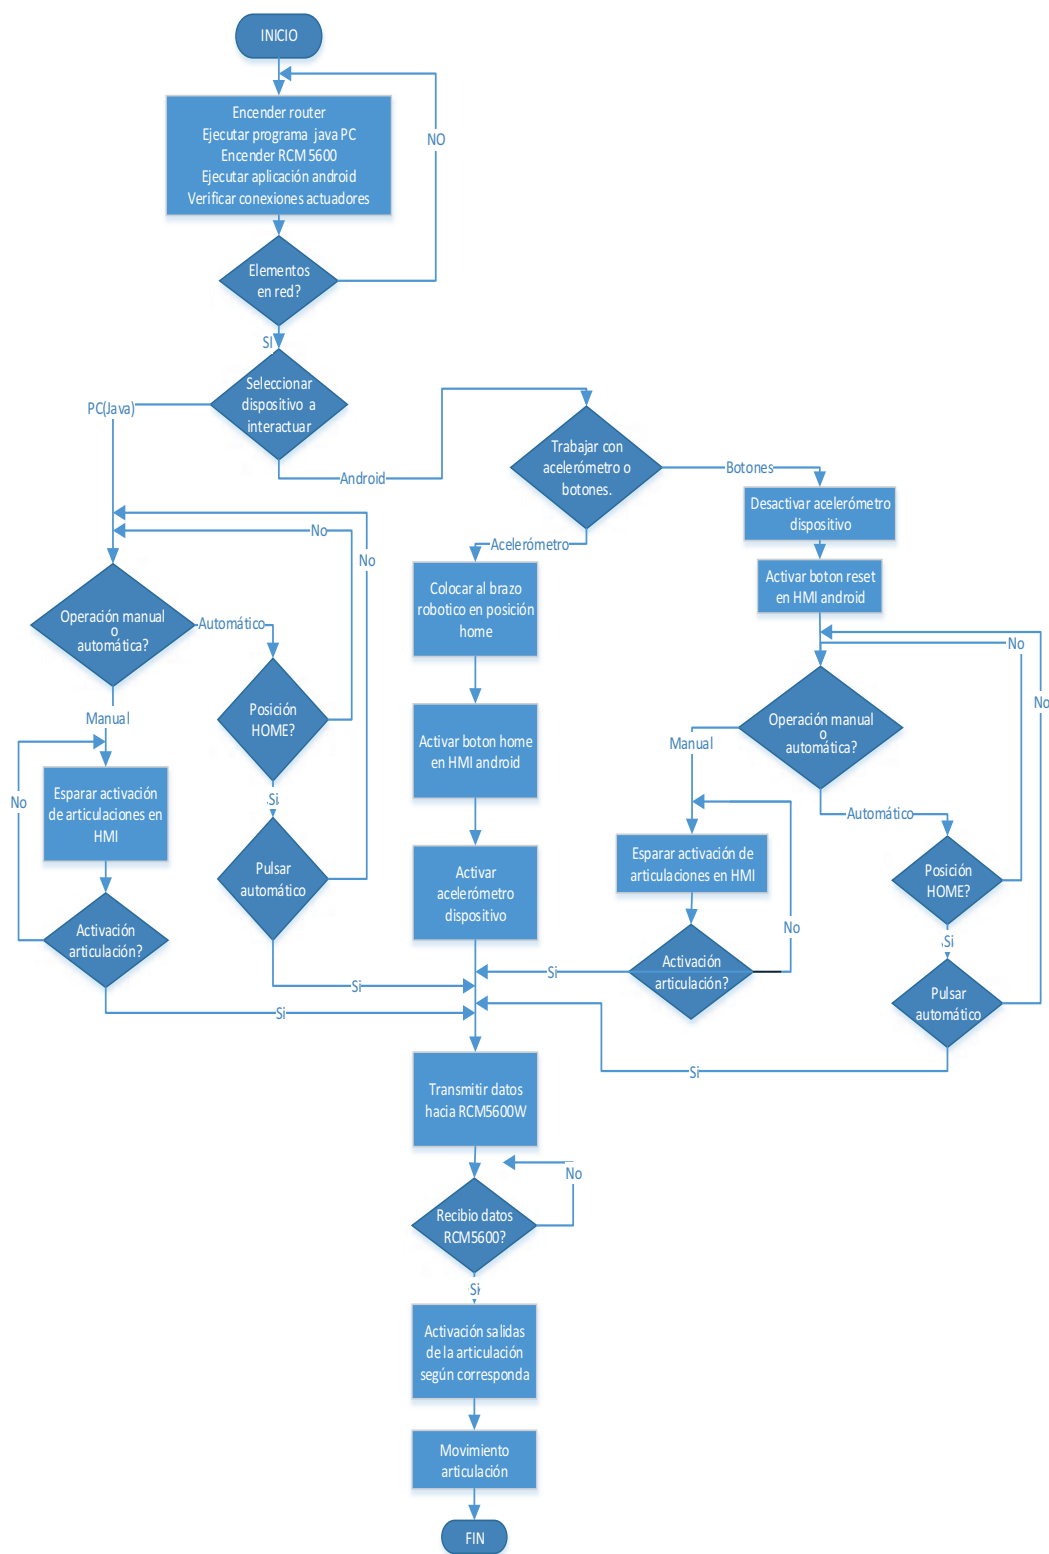 INICIO
Encender router
Ejecutar programa java PC
Encender RCM 5600
Ejecutar aplicación android
Verificar conexiones actuadores
NO
Elementos
en red?
SI
Seleccionar
dispositivo a
interactuar
PC(Java)
Android
Trabajar con
acelerómetro o
botones.
Botones
Acelerómetro
Desactivar acelerómetro
dispositivo
Activar boton reset
en HMI android
No
No
Operación manual
o
automática?
Automático
Manual
Posición
HOME?
Si
Pulsar
automático
Esparar activación
de articulaciones en
HMI
No
Activación
articulación?
Si
Si
Colocar al brazo
robotico en posición
home
Activar boton home
en HMI android
Activar
acelerómetro
dispositivo
No
No
Operación manual
o
automática?
Manual
Automático
Esparar activación de
articulaciones en HMI
No
Activación
articulación?
Si
Posición
HOME?
Si
Pulsar
automático
Si
Transmitir datos
hacia RCM5600W
No
Recibio datos
RCM5600?
Si
Activación salidas
de la articulación
según corresponda
Movimiento
articulación
FIN